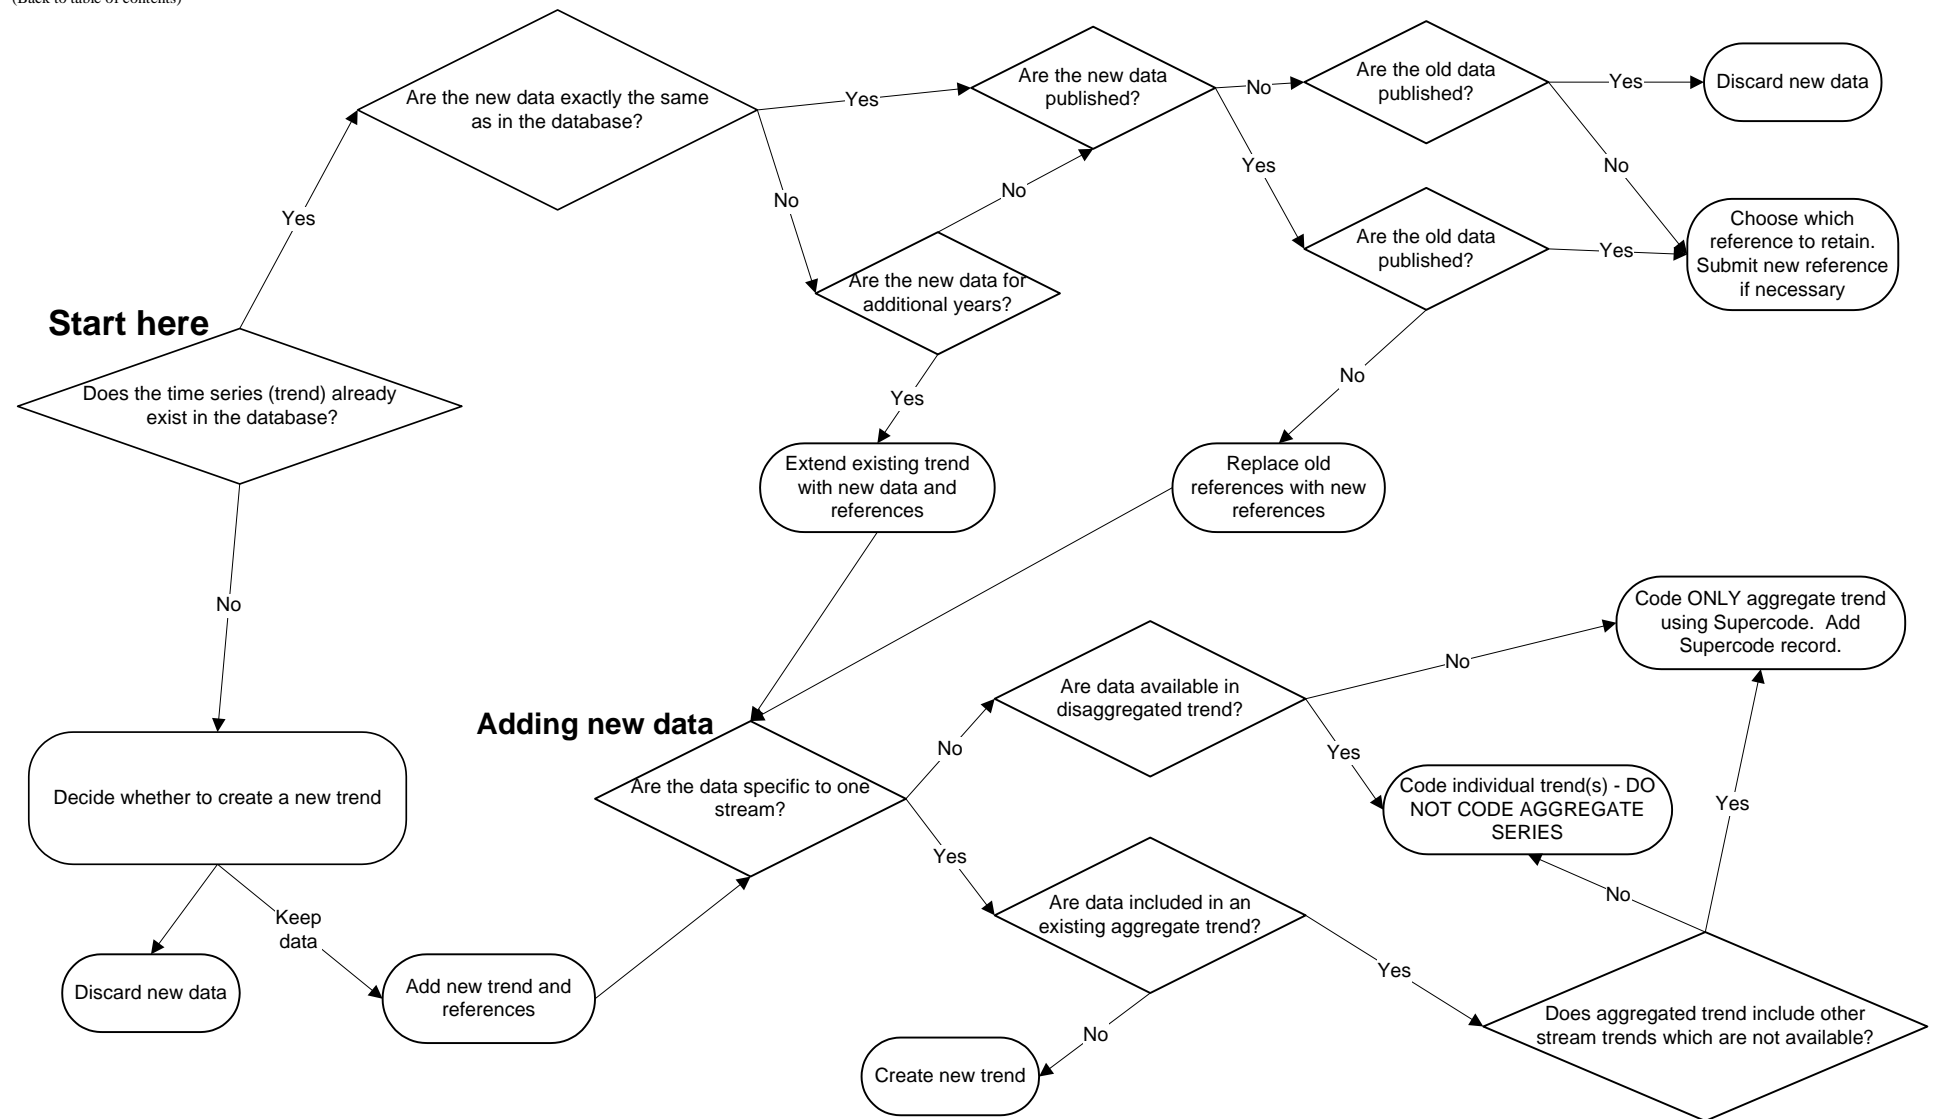 (Back to table of contents)
Are the new data exactly the same
as in the database?
Yes
Are the new data
published?
No
Are the old data
published?
Yes
Discard new data
No
Yes
No
No
Yes
Are the old data
published?
Yes
Choose which
reference to retain.
Submit new reference
if necessary
Are the new data for
additional years?
Start here
Does the time series (trend) already
exist in the database?
Yes
No
Extend existing trend
with new data and
references
Replace old
references with new
references
No
Code ONLY aggregate trend
using Supercode.  Add
Supercode record.
Are data available in
disaggregated trend?
No
Adding new data
No
Yes
Decide whether to create a new trend
Are the data specific to one
stream?
Code individual trend(s) - DO
NOT CODE AGGREGATE
SERIES
Yes
Yes
Keep
data
Are data included in an
existing aggregate trend?
No
Yes
Discard new data
Add new trend and
references
Does aggregated trend include other
stream trends which are not available?
No
Create new trend